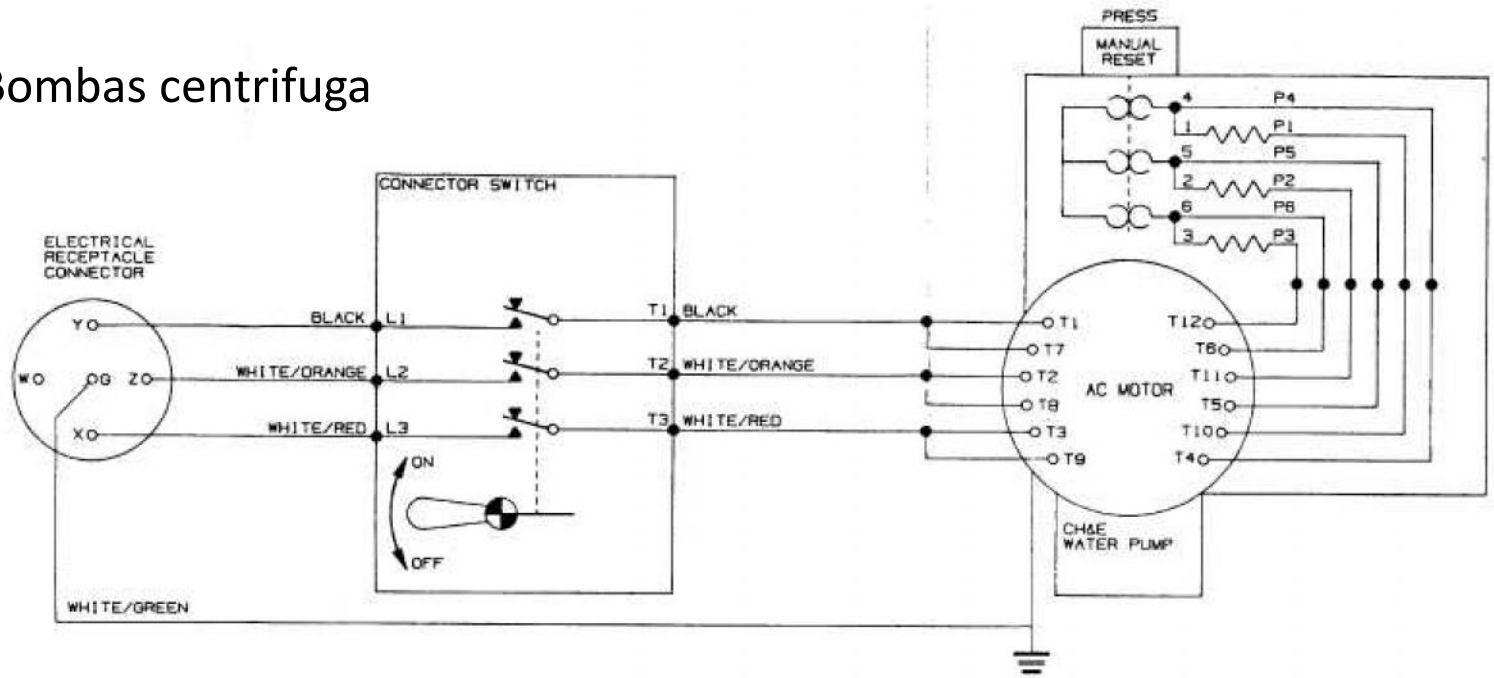 Bombas centrifuga
PRESS
MANUAL
RESET
4 P4
1 P1
5 P5
2 P2
6 P6
3 P3
CONNECTOR SWITCH
ELECTRICAL
RECEPTACLE
CONNECTOR
Y
W G Z
X
BLACK L1
WHITE/ORANGE L2
WHITE/RED L3
T1 BLACK
T2 WHITE/ORANGE
T3 WHITE/RED
ON
OFF
T1
T7
T2
T8
T3
T9
AC MOTOR
T12
T6
T11
T5
T10
T4
CH&E
WATER PUMP
WHITE/GREEN